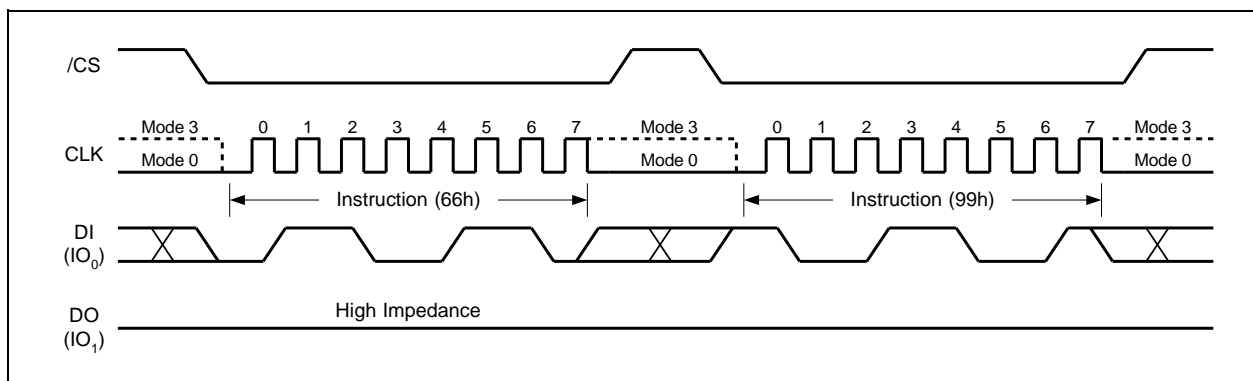 /CS
Mode 3 0 1 2 3 4 5 6 7 Mode 3 0 1 2 3 4 5 6 7 Mode 3
CLK Mode 0 Mode 0 Mode 0
Instruction (66h) Instruction (99h)
DI
(IO0)
High Impedance
DO
(IO1)